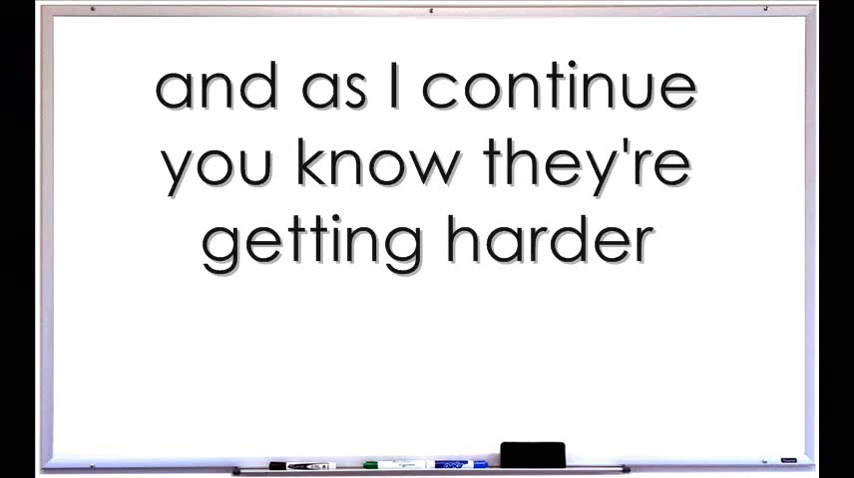 and as I continue
you know they're
getting harder